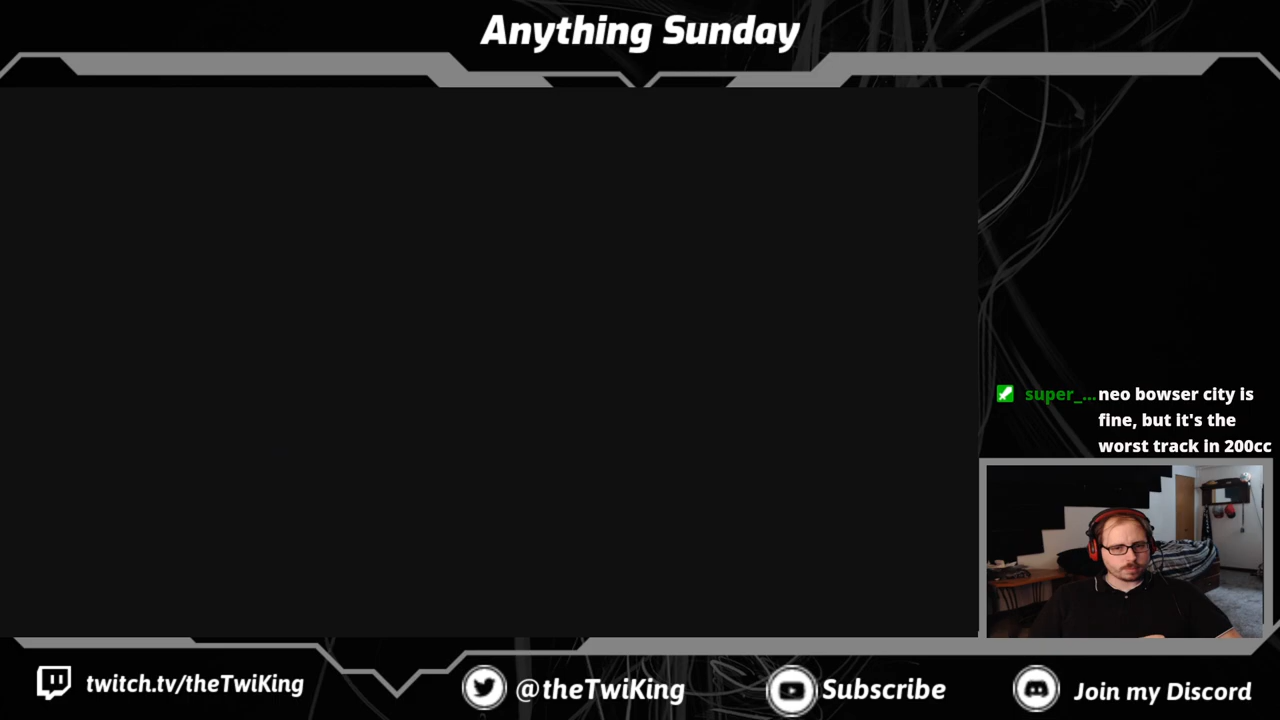 Anything Sunday
super_... neo bowser city is
fine, but it's the
worst track in 200cc
twitch.tv/theTwiKing
@theTwiKing
Subscribe
Join my Discord